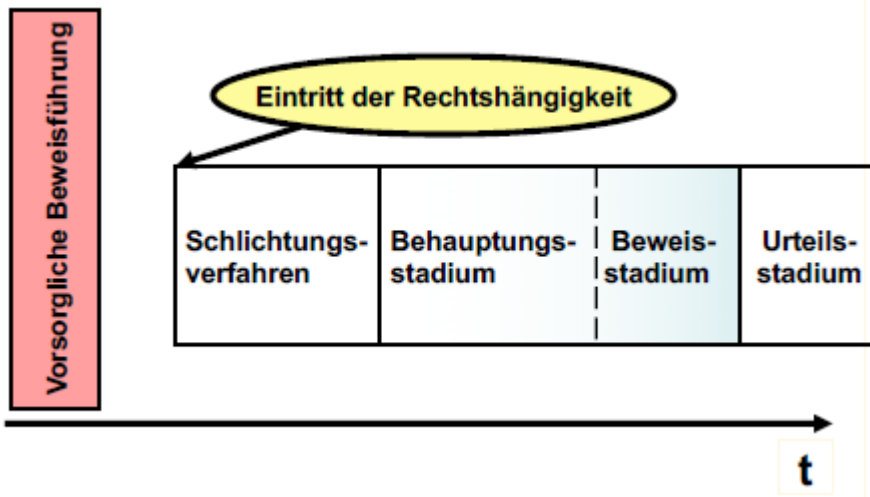 Vorsorgliche Beweisführung
Eintritt der Rechtshängigkeit
Schlichtungs-
verfahren
Behauptungs-
stadium
Beweis-
stadium
Urteils-
stadium
t